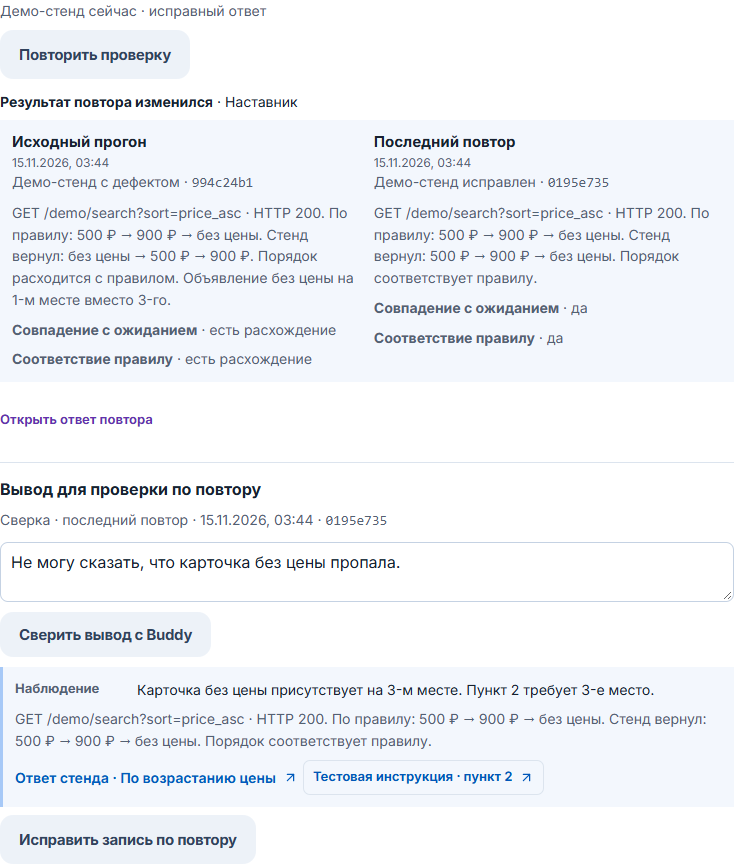 Демо-стенд сейчас · исправный ответ
Повторить проверку
Результат повтора изменился · Наставник
Исходный прогон
15.11.2026, 03:44
Демо-стенд с дефектом · 994c24b1
GET /demo/search?sort=price_asc · HTTP 200. По
правилу: 500 ₽ → 900 ₽ → без цены. Стенд
вернул: без цены → 500 ₽ → 900 ₽. Порядок
расходится с правилом. Объявление без цены на
1-м месте вместо 3-го.
Совпадение с ожиданием · есть расхождение
Соответствие правилу · есть расхождение
Последний повтор
15.11.2026, 03:44
Демо-стенд исправлен · 0195e735
GET /demo/search?sort=price_asc · HTTP 200. По
правилу: 500 ₽ → 900 ₽ → без цены. Стенд
вернул: 500 ₽ → 900 ₽ → без цены. Порядок
соответствует правилу.
Совпадение с ожиданием · да
Соответствие правилу · да
Открыть ответ повтора
Вывод для проверки по повтору
Сверка · последний повтор · 15.11.2026, 03:44 · 0195e735
Не могу сказать, что карточка без цены пропала.
Сверить вывод с Buddy
Наблюдение Карточка без цены присутствует на 3-м месте. Пункт 2 требует 3-е место.
GET /demo/search?sort=price_asc · HTTP 200. По правилу: 500 ₽ → 900 ₽ → без цены. Стенд вернул:
500 ₽ → 900 ₽ → без цены. Порядок соответствует правилу.
Ответ стенда · По возрастанию цены ↗ Тестовая инструкция · пункт 2 ↗
Исправить запись по повтору